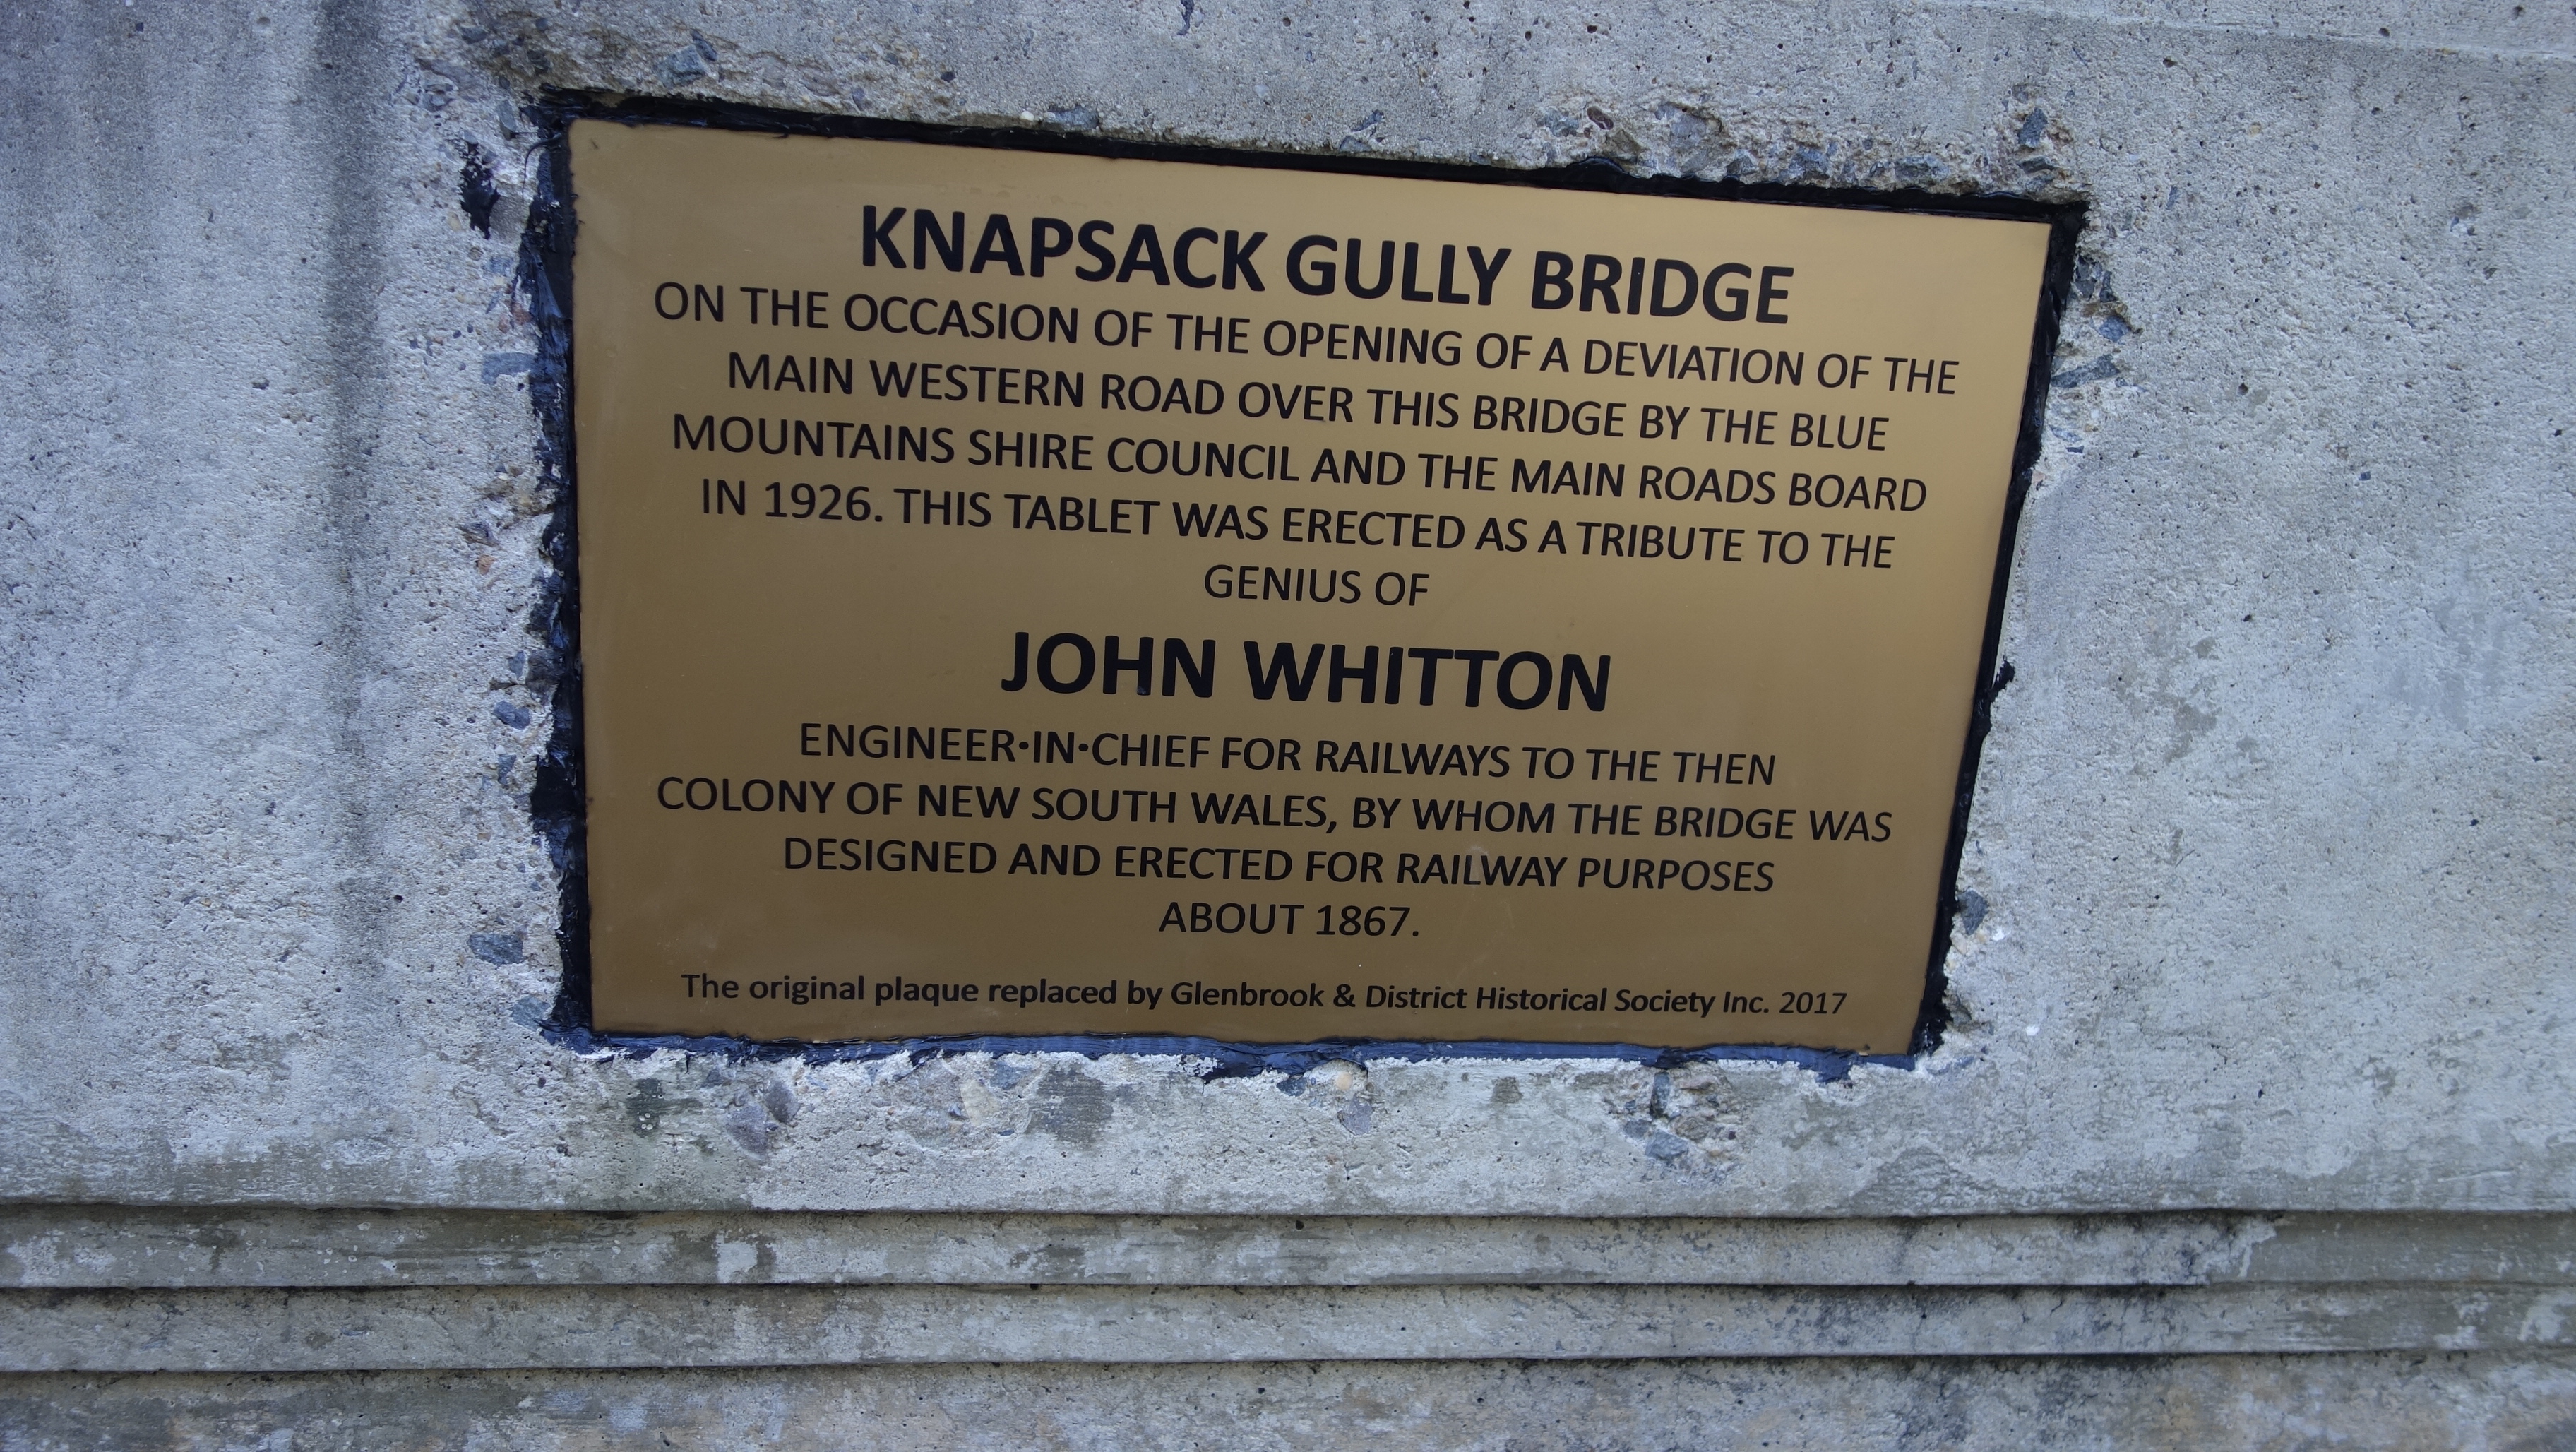 KNAPSACK GULLY BRIDGE
ON THE OCCASION OF THE OPENING OF A DEVIATION OF THE
MAIN WESTERN ROAD OVER THIS BRIDGE BY THE BLUE
MOUNTAINS SHIRE COUNCIL AND THE MAIN ROADS BOARD
IN 1926. THIS TABLET WAS ERECTED AS A TRIBUTE TO THE
GENIUS OF
JOHN WHITTON
ENGINEER·IN·CHIEF FOR RAILWAYS TO THE THEN
COLONY OF NEW SOUTH WALES, BY WHOM THE BRIDGE WAS
DESIGNED AND ERECTED FOR RAILWAY PURPOSES
ABOUT 1867.
The original plaque replaced by Glenbrook & District Historical Society Inc. 2017